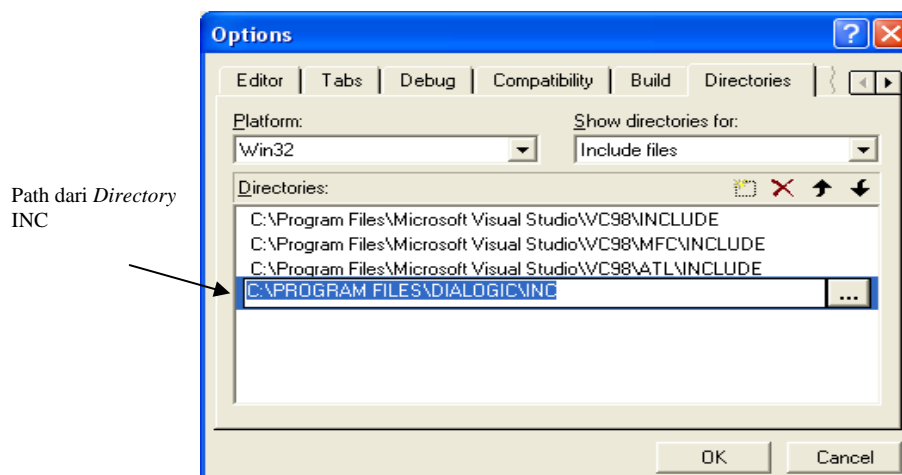 Options
Editor Tabs Debug Compatibility Build Directories
Platform: Show directories for:
Win32 Include files
Path dari Directory
INC
Directories:
C:\Program Files\Microsoft Visual Studio\VC98\INCLUDE
C:\Program Files\Microsoft Visual Studio\VC98\MFC\INCLUDE
C:\Program Files\Microsoft Visual Studio\VC98\ATL\INCLUDE
C:\PROGRAM FILES\DIALOGIC\INC ...
OK Cancel